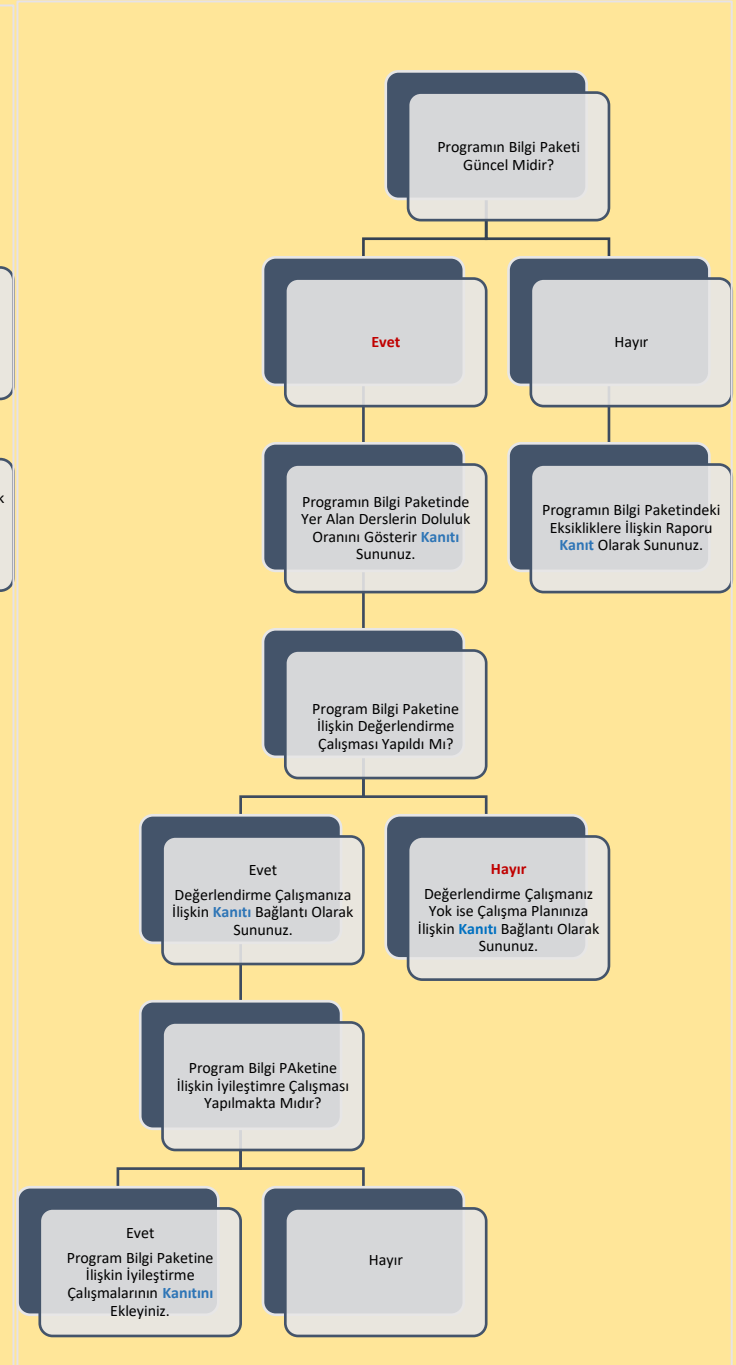 Programın Bilgi Paketi
Güncel Midir?
Evet
Hayır
Programın Bilgi Paketinde
Yer Alan Derslerin Doluluk
Oranını Gösterir Kanıtı
Sununuz.
Programın Bilgi Paketindeki
Eksikliklere İlişkin Raporu
Kanıt Olarak Sununuz.
Program Bilgi Paketine
İlişkin Değerlendirme
Çalışması Yapıldı Mı?
Evet
Değerlendirme Çalışmanıza
İlişkin Kanıtı Bağlantı Olarak
Sununuz.
Hayır
Değerlendirme Çalışmanız
Yok ise Çalışma Planınıza
İlişkin Kanıtı Bağlantı Olarak
Sununuz.
Program Bilgi PAketine
İlişkin İyileştimre Çalışması
Yapılmakta Mıdır?
Evet
Program Bilgi Paketine
İlişkin İyileştirme
Çalışmalarının Kanıtını
Ekleyiniz.
Hayır